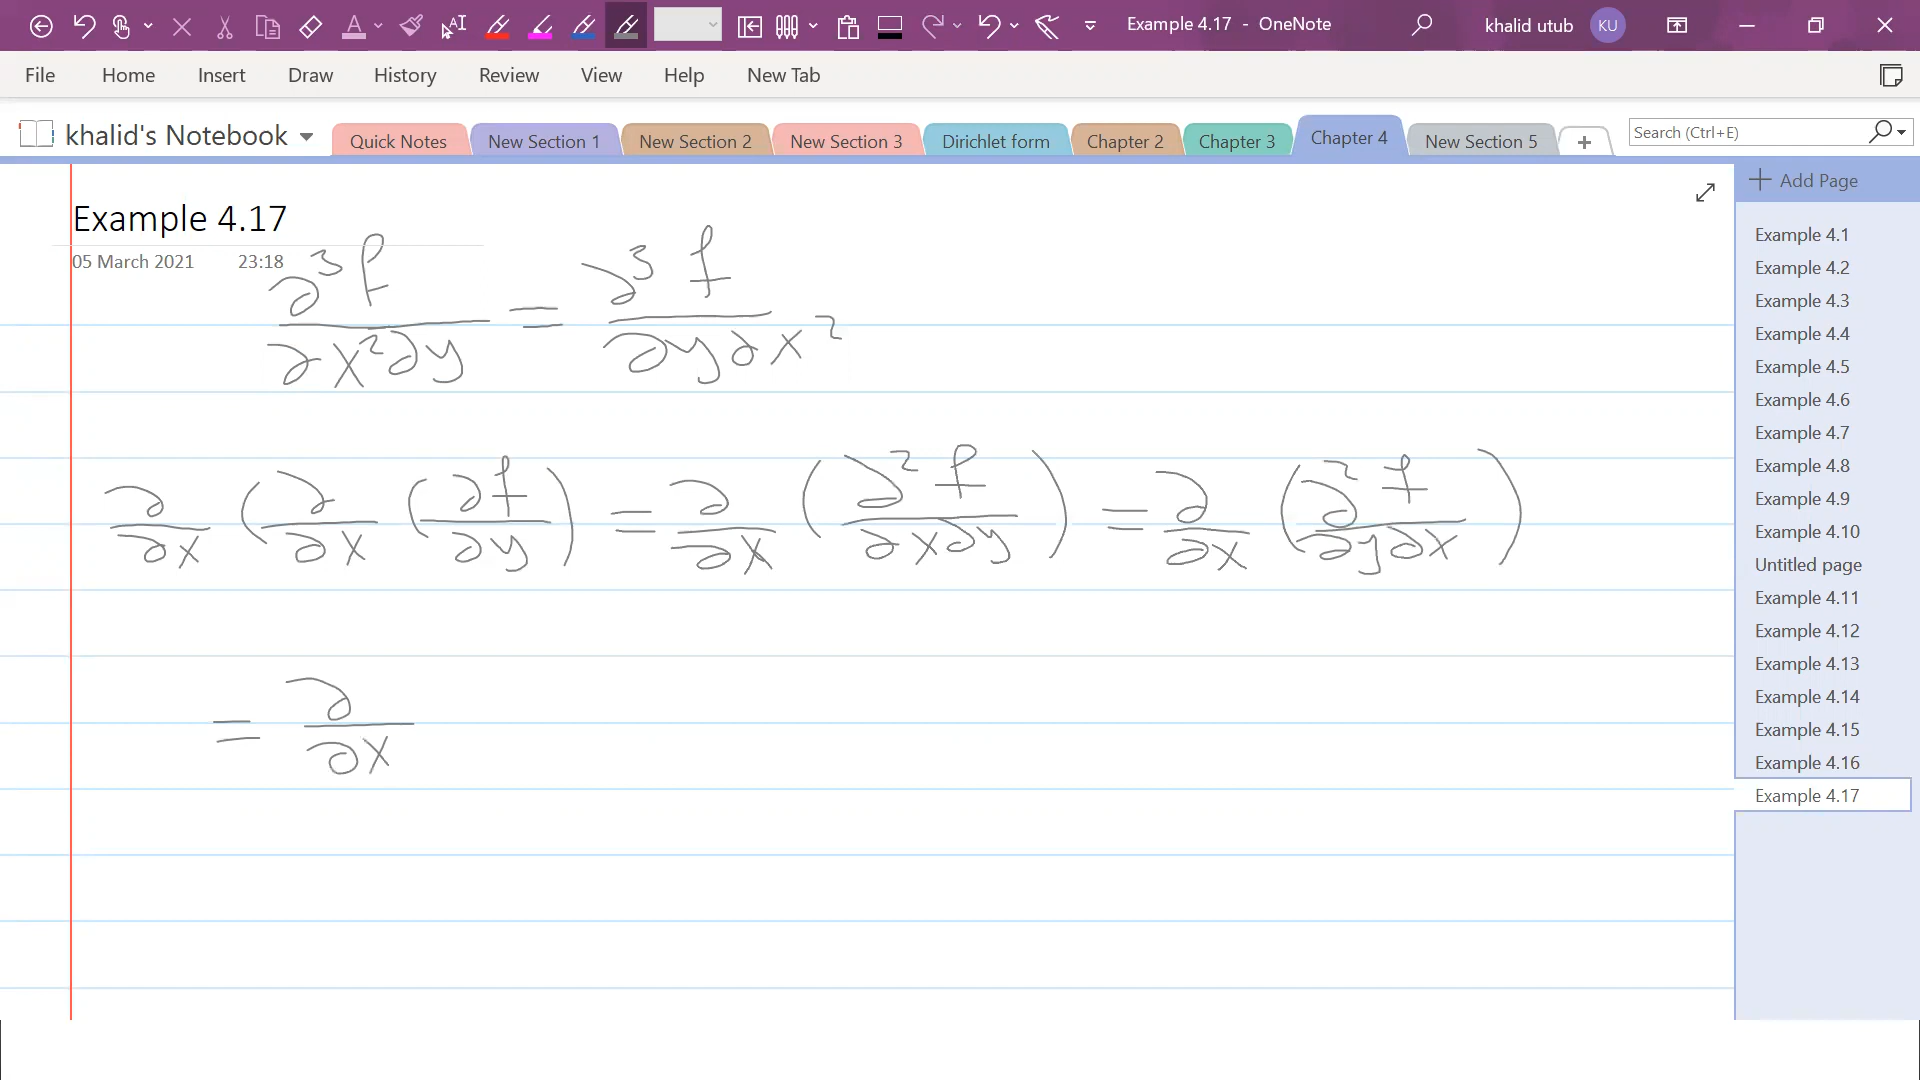 Example 4.17 - OneNote
khalid utub
KU
File Home Insert Draw History Review View Help New Tab
khalid's Notebook
Quick Notes New Section 1 New Section 2 New Section 3 Dirichlet form Chapter 2 Chapter 3 Chapter 4 New Section 5 +
Search (Ctrl+E)
Example 4.17
05 March 2021 23:18
∂³f/∂x²∂y = ∂³f/∂y∂x²
∂/∂x (∂/∂x (∂f/∂y) = ∂/∂x (∂²f/∂x∂y) = ∂/∂x (∂²f/∂y∂x)
= ∂/∂x
Add Page
Example 4.1
Example 4.2
Example 4.3
Example 4.4
Example 4.5
Example 4.6
Example 4.7
Example 4.8
Example 4.9
Example 4.10
Untitled page
Example 4.11
Example 4.12
Example 4.13
Example 4.14
Example 4.15
Example 4.16
Example 4.17